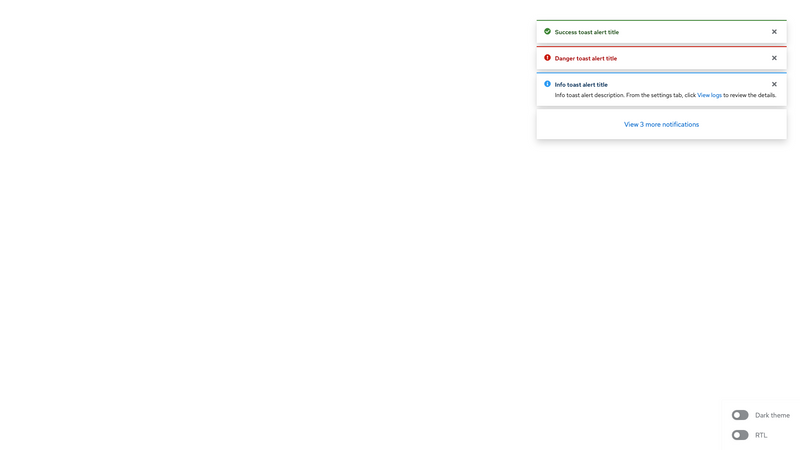 Success toast alert title
Danger toast alert title
Info toast alert title
Info toast alert description. From the settings tab, click View logs to review the details.
View 3 more notifications
Dark theme
RTL